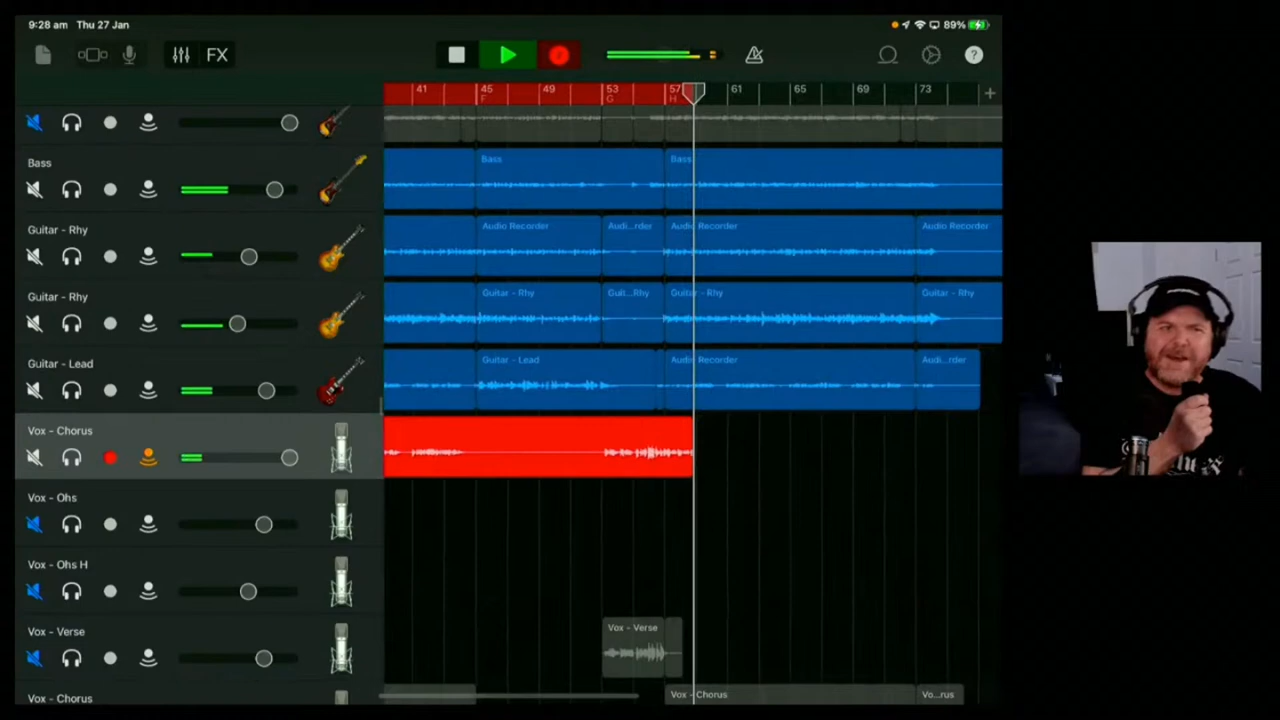 9:28 am Thu 27 Jan
89%
FX
?
41 45 49 53 57 61 65 69 73 +
F G H
Bass
Bass Bass
Guitar - Rhy
Audio Recorder Audi...rder Audio Recorder Audio Recorder
Guitar - Rhy
Guitar - Rhy Guit...Rhy Guitar - Rhy Guitar - Rhy
Guitar - Lead
Guitar - Lead Audio Recorder Audi...rder
Vox - Chorus
Vox - Ohs
Vox - Ohs H
Vox - Verse
Vox - Verse
Vox - Chorus
Vox - Chorus Vo...rus